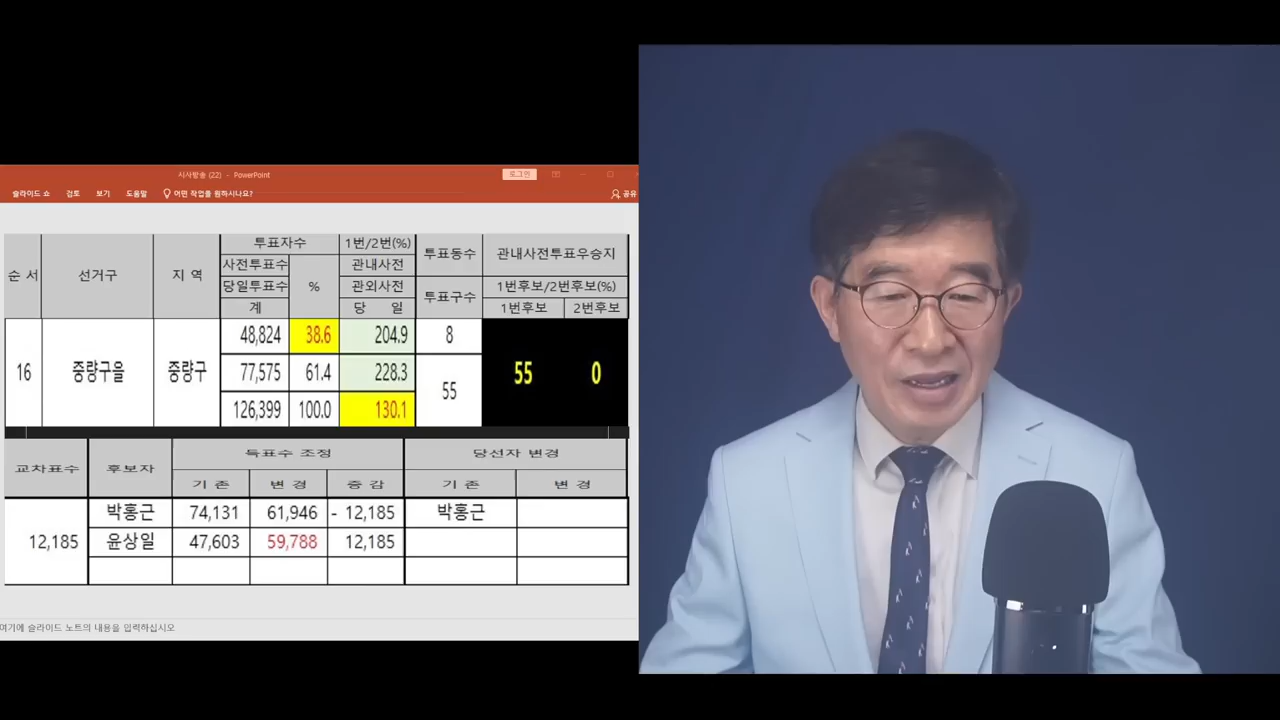 시사방송 (22) - PowerPoint
로그인
슬라이드 쇼 검토 보기 도움말 어떤 작업을 원하시나요? 공유
순 서 선거구 지 역 투표자수 1번/2번(%) 투표동수 관내사전투표우승지
사전투표수 % 관내사전
당일투표수 관외사전 투표구수 1번후보/2번후보(%)
계 당 일 1번후보 2번후보
16 중랑구을 중랑구 48,824 38.6 204.9 8 55 0
77,575 61.4 228.3 55
126,399 100.0 130.1
교차표수 후보자 득표수 조정 당선자 변경
기 존 변 경 증 감 기 존 변 경
12,185 박홍근 74,131 61,946 - 12,185 박홍근
윤상일 47,603 59,788 12,185
여기에 슬라이드 노트의 내용을 입력하십시오